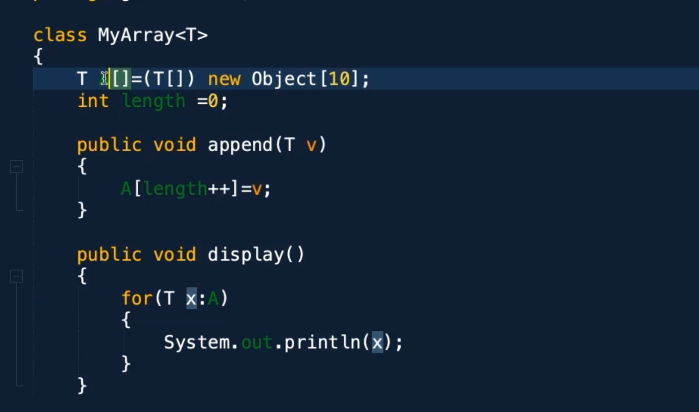 class MyArray<T>
{
T []=(T[]) new Object[10];
int length =0;
public void append(T v)
{
A[length++]=v;
}
public void display()
{
for(T x:A)
{
System.out.println(x);
}
}